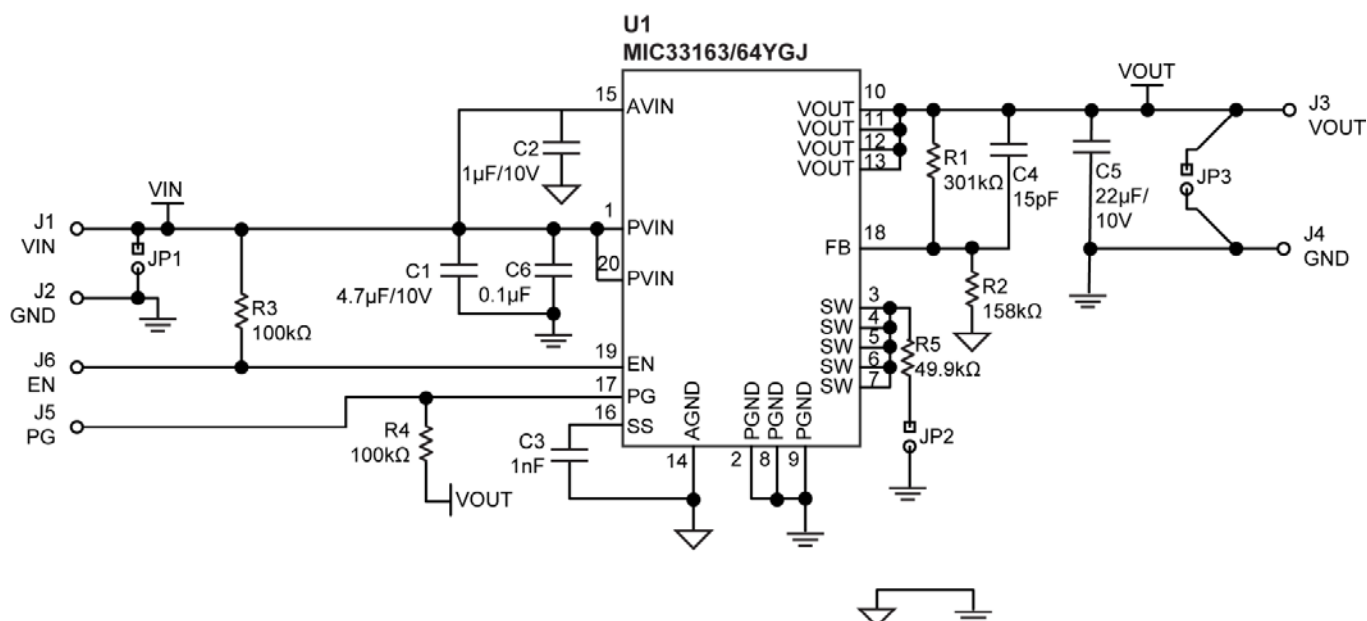 U1
MIC33163/64YGJ
15
AVIN
C2
1µF/10V
VIN
J1
VIN
JP1
J2
GND
R3
100kΩ
C1
4.7µF/10V
C6
0.1µF
1
PVIN
20
PVIN
J6
EN
19
EN
J5
PG
17
PG
16
SS
R4
100kΩ
VOUT
C3
1nF
AGND
14
PGND
2
PGND
8
PGND
9
VOUT
10
VOUT
11
VOUT
12
VOUT
13
R1
301kΩ
C4
15pF
VOUT
C5
22µF/
10V
JP3
J3
VOUT
J4
GND
18
FB
R2
158kΩ
SW
3
SW
4
SW
5
SW
6
SW
7
R5
49.9kΩ
JP2